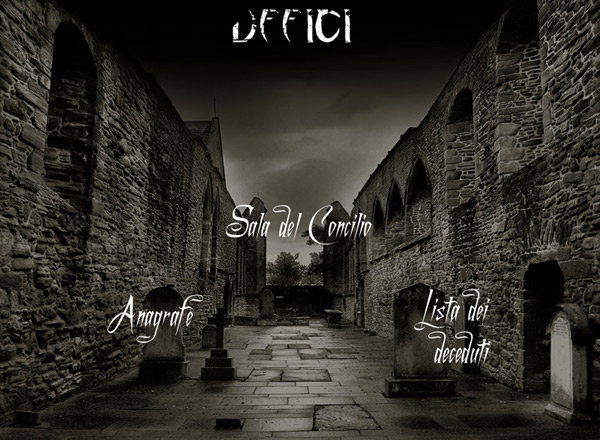 UFFICI
Sala del Concilio
Anagrafe
Lista dei
deceduti